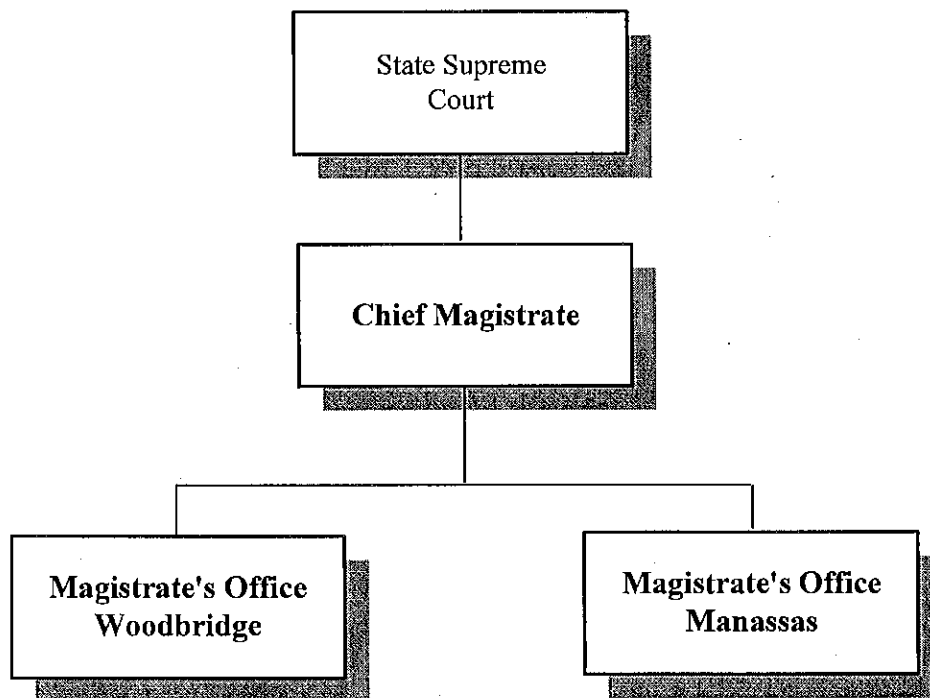 State Supreme
Court
Chief Magistrate
Magistrate's Office
Woodbridge
Magistrate's Office
Manassas